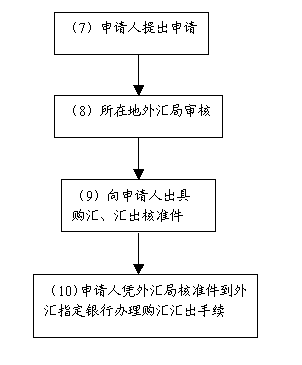 （7）申请人提出申请
（8）所在地外汇局审核
（9）向申请人出具
购汇、汇出核准件
（10)申请人凭外汇局核准件到外
汇指定银行办理购汇汇出手续